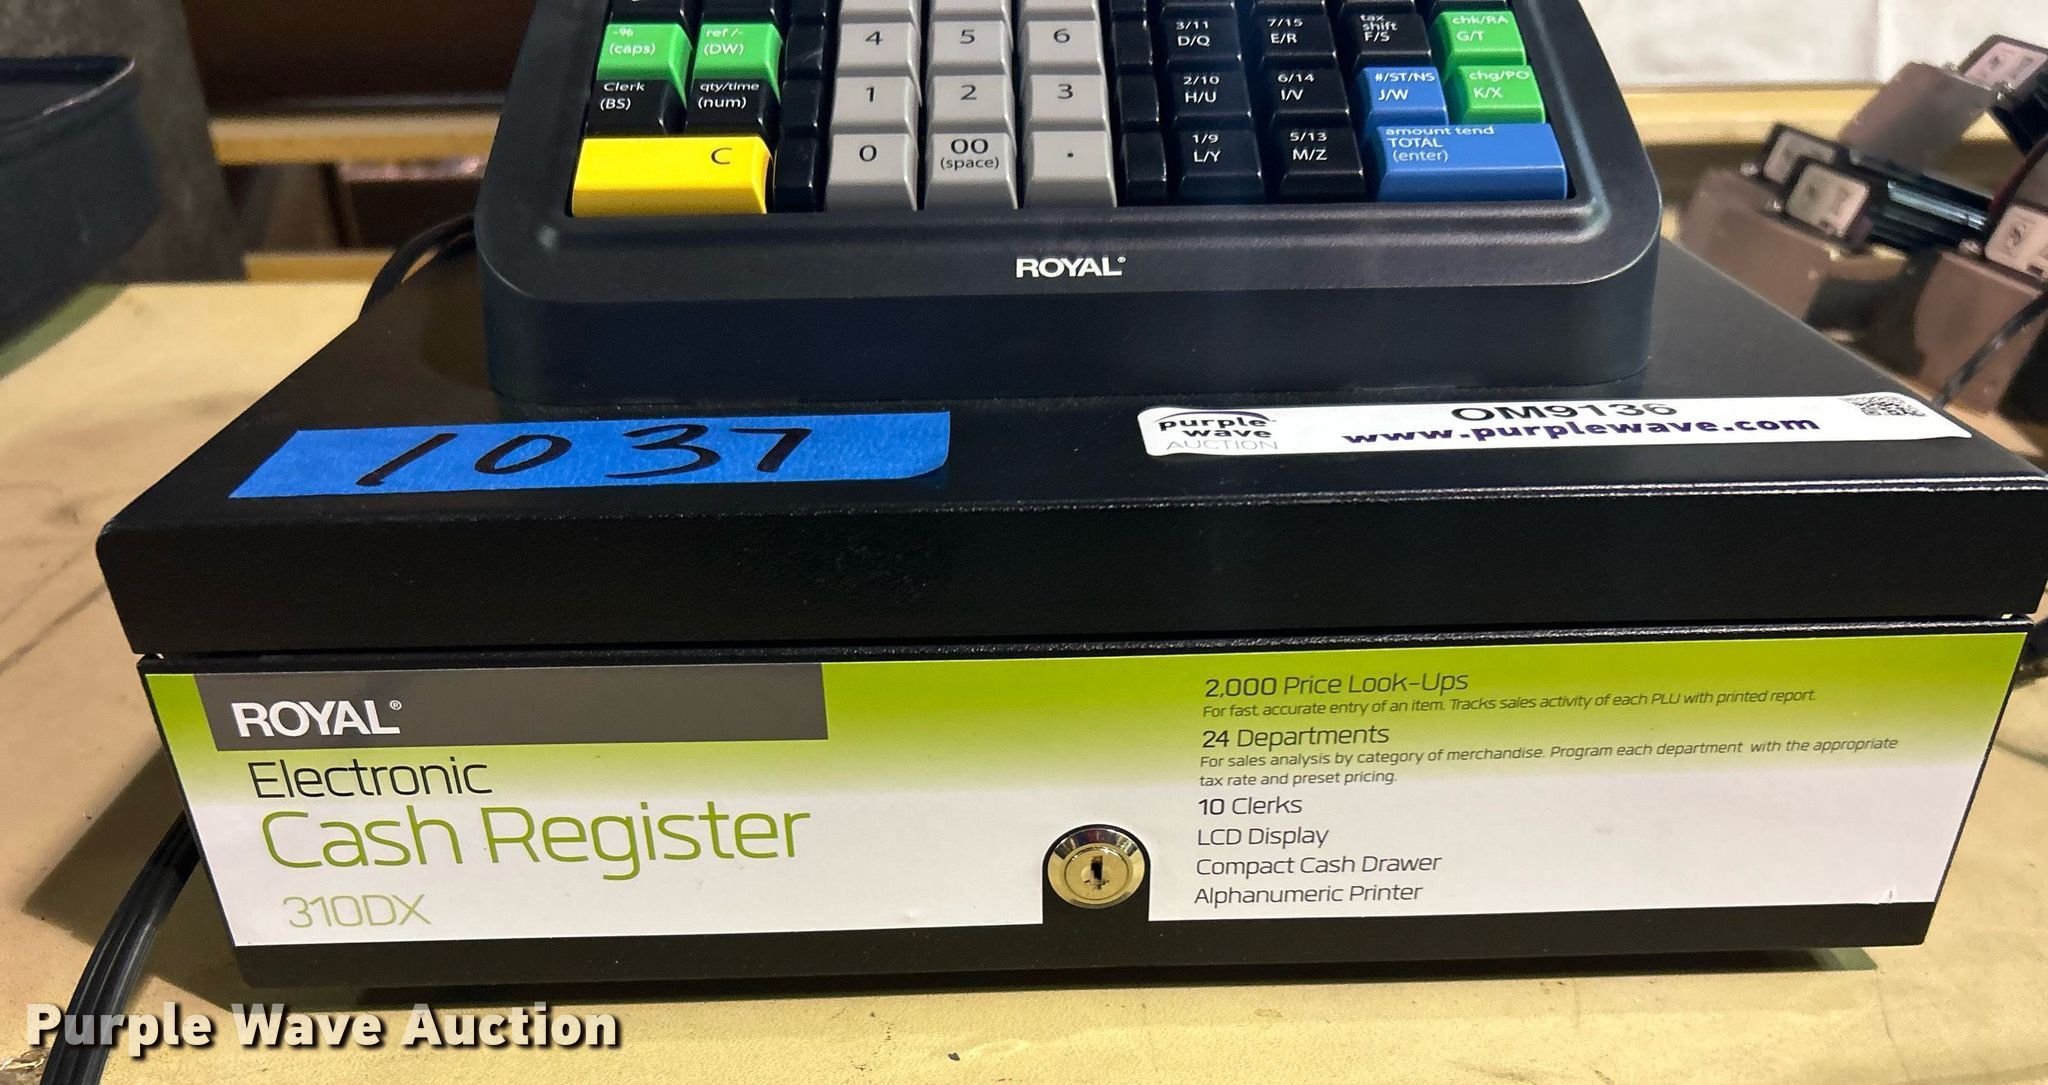 -%
(caps)
ref /-
(DW)
4
5
6
3/11
D/Q
7/15
E/R
tax
shift
F/S
chk/RA
G/T
Clerk
(BS)
qty/time
(num)
1
2
3
2/10
H/U
6/14
I/V
#/ST/NS
J/W
chg/PO
K/X
C
0
00
(space)
.
1/9
L/Y
5/13
M/Z
amount tend
TOTAL
(enter)
ROYAL®
1037
purple
wave
AUCTION
OM9136
www.purplewave.com
ROYAL®
Electronic
Cash Register
310DX
2,000 Price Look-Ups
For fast accurate entry of an item. Tracks sales activity of each PLU with printed report.
24 Departments
For sales analysis by category of merchandise. Program each department with the appropriate
tax rate and preset pricing.
10 Clerks
LCD Display
Compact Cash Drawer
Alphanumeric Printer
Purple Wave Auction